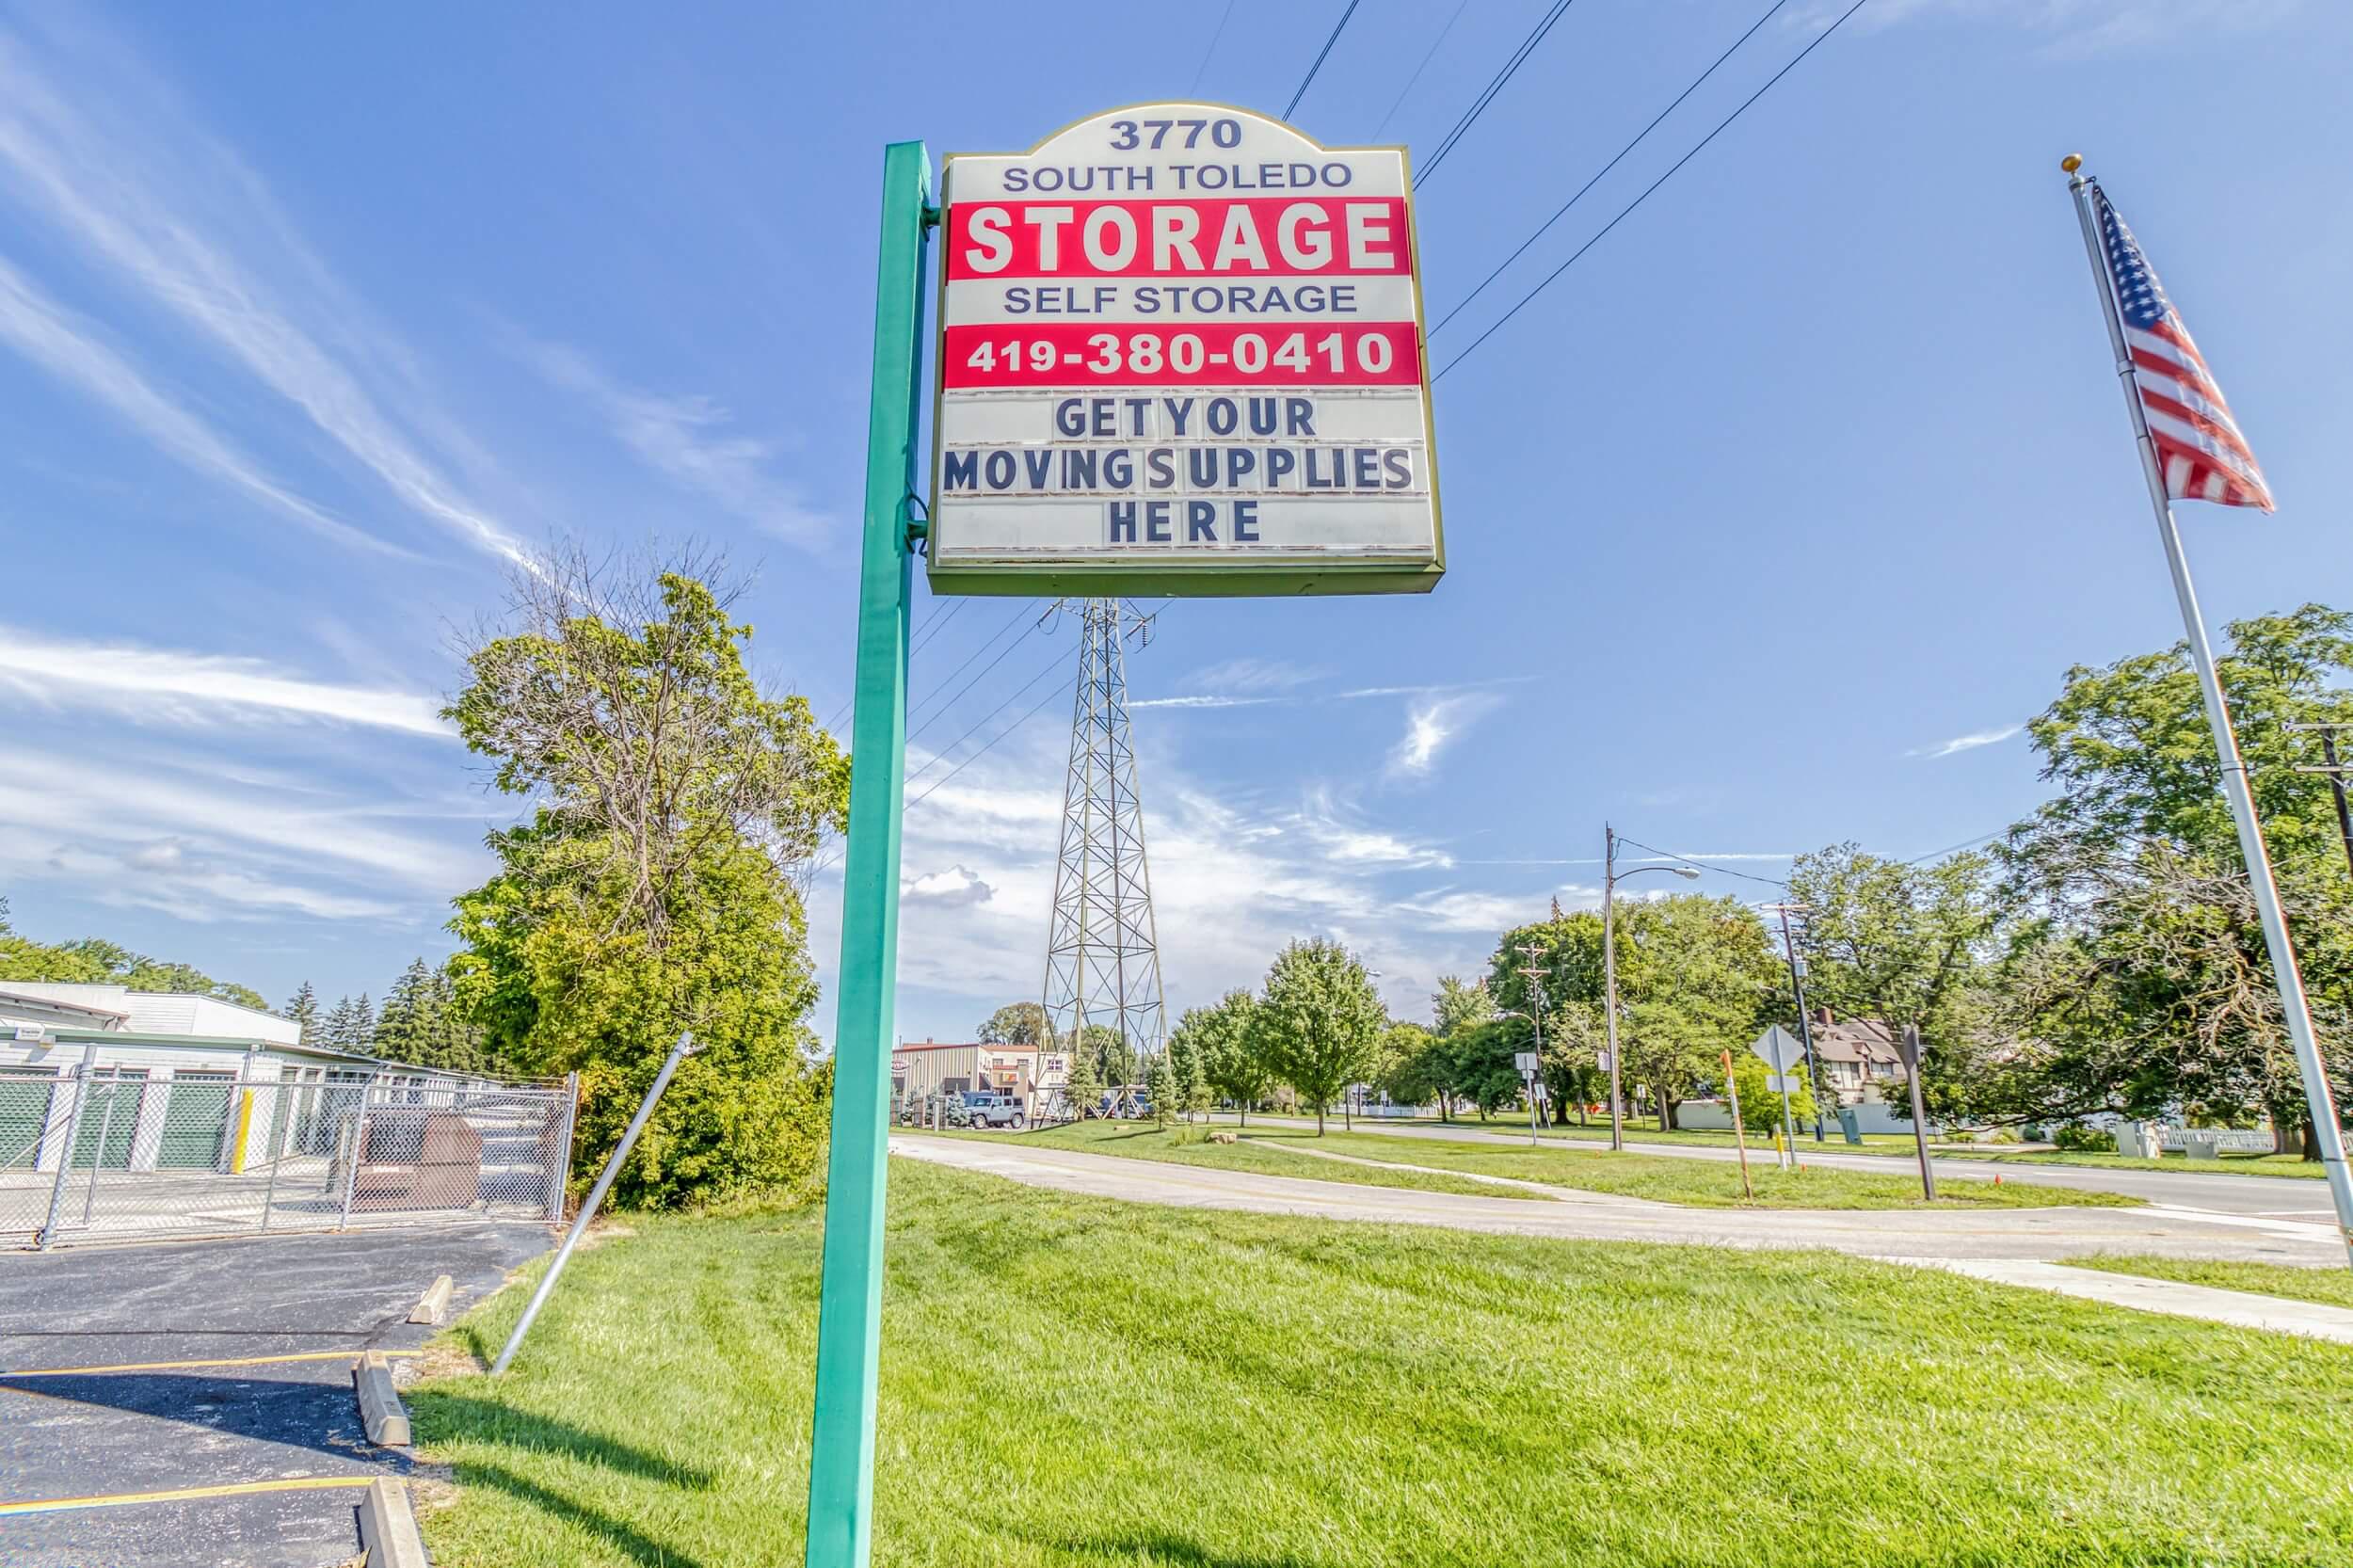 3770
SOUTH TOLEDO
STORAGE
SELF STORAGE
419-380-0410
GET YOUR
MOVING SUPPLIES
HERE